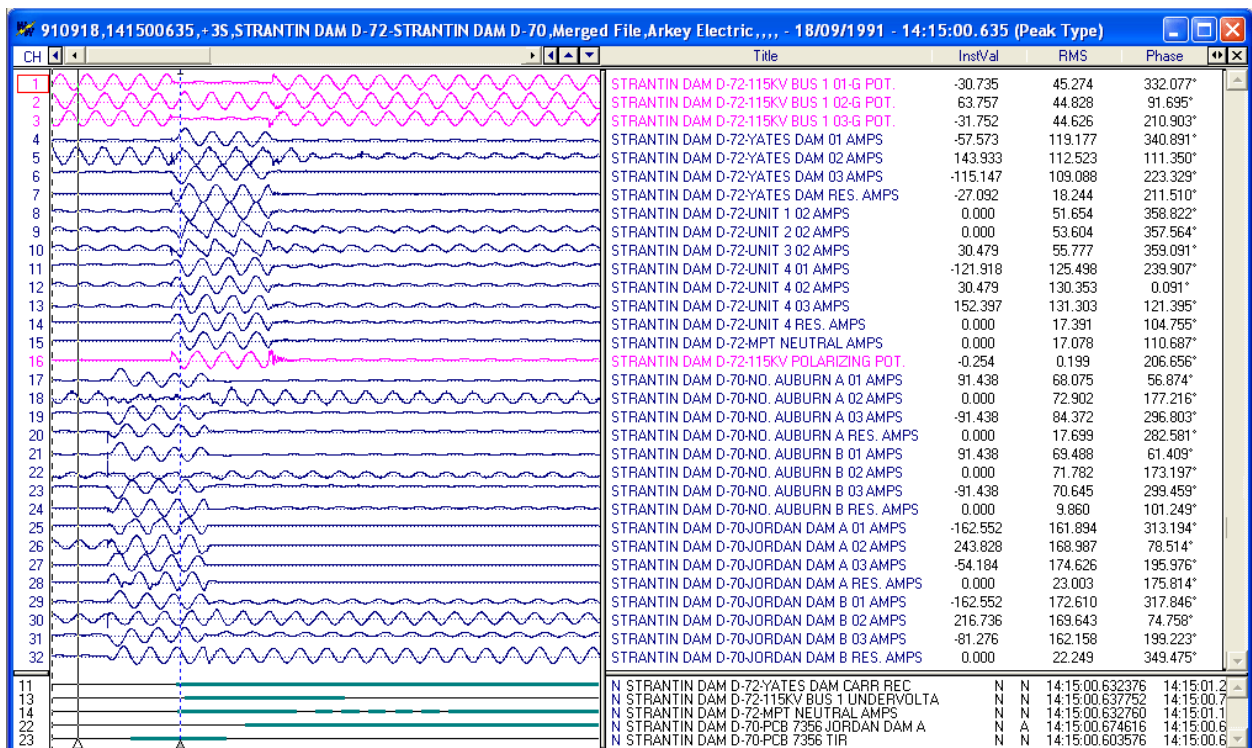 910918,141500635,+3S,STRANTIN DAM D-72-STRANTIN DAM D-70,Merged File,Arkey Electric,,,, - 18/09/1991 - 14:15:00.635 (Peak Type)
CH Title InstVal RMS Phase
1 STRANTIN DAM D-72-115KV BUS 1 01-G POT. -30.735 45.274 332.077°
2 STRANTIN DAM D-72-115KV BUS 1 02-G POT. 63.757 44.828 91.695°
3 STRANTIN DAM D-72-115KV BUS 1 03-G POT. -31.752 44.626 210.903°
4 STRANTIN DAM D-72-YATES DAM 01 AMPS -57.573 119.177 340.891°
5 STRANTIN DAM D-72-YATES DAM 02 AMPS 143.933 112.523 111.350°
6 STRANTIN DAM D-72-YATES DAM 03 AMPS -115.147 109.088 223.329°
7 STRANTIN DAM D-72-YATES DAM RES. AMPS -27.092 18.244 211.510°
8 STRANTIN DAM D-72-UNIT 1 02 AMPS 0.000 51.654 358.822°
9 STRANTIN DAM D-72-UNIT 2 02 AMPS 0.000 53.604 357.564°
10 STRANTIN DAM D-72-UNIT 3 02 AMPS 30.479 55.777 359.091°
11 STRANTIN DAM D-72-UNIT 4 01 AMPS -121.918 125.498 239.907°
12 STRANTIN DAM D-72-UNIT 4 02 AMPS 30.479 130.353 0.091°
13 STRANTIN DAM D-72-UNIT 4 03 AMPS 152.397 131.303 121.395°
14 STRANTIN DAM D-72-UNIT 4 RES. AMPS 0.000 17.391 104.755°
15 STRANTIN DAM D-72-MPT NEUTRAL AMPS 0.000 17.078 110.687°
16 STRANTIN DAM D-72-115KV POLARIZING POT. -0.254 0.199 206.656°
17 STRANTIN DAM D-70-NO. AUBURN A 01 AMPS 91.438 68.075 56.874°
18 STRANTIN DAM D-70-NO. AUBURN A 02 AMPS 0.000 72.902 177.216°
19 STRANTIN DAM D-70-NO. AUBURN A 03 AMPS -91.438 84.372 296.803°
20 STRANTIN DAM D-70-NO. AUBURN A RES. AMPS 0.000 17.699 282.581°
21 STRANTIN DAM D-70-NO. AUBURN B 01 AMPS 91.438 69.488 61.409°
22 STRANTIN DAM D-70-NO. AUBURN B 02 AMPS 0.000 71.782 173.197°
23 STRANTIN DAM D-70-NO. AUBURN B 03 AMPS -91.438 70.645 299.459°
24 STRANTIN DAM D-70-NO. AUBURN B RES. AMPS 0.000 9.860 101.249°
25 STRANTIN DAM D-70-JORDAN DAM A 01 AMPS -162.552 161.894 313.194°
26 STRANTIN DAM D-70-JORDAN DAM A 02 AMPS 243.828 168.987 78.514°
27 STRANTIN DAM D-70-JORDAN DAM A 03 AMPS -54.184 174.626 195.976°
28 STRANTIN DAM D-70-JORDAN DAM A RES. AMPS 0.000 23.003 175.814°
29 STRANTIN DAM D-70-JORDAN DAM B 01 AMPS -162.552 172.610 317.846°
30 STRANTIN DAM D-70-JORDAN DAM B 02 AMPS 216.736 169.643 74.758°
31 STRANTIN DAM D-70-JORDAN DAM B 03 AMPS -81.276 162.158 199.223°
32 STRANTIN DAM D-70-JORDAN DAM B RES. AMPS 0.000 22.249 349.475°
11 N STRANTIN DAM D-72-YATES DAM CARR REC N N 14:15:00.632376 14:15:01.2
13 N STRANTIN DAM D-72-115KV BUS 1 UNDERVOLTA N N 14:15:00.637752 14:15:00.7
14 N STRANTIN DAM D-72-MPT NEUTRAL AMPS N N 14:15:00.632760 14:15:01.1
22 N STRANTIN DAM D-70-PCB 7356 JORDAN DAM A N A 14:15:00.674616 14:15:00.6
23 N STRANTIN DAM D-70-PCB 7356 TIR N N 14:15:00.603576 14:15:00.6